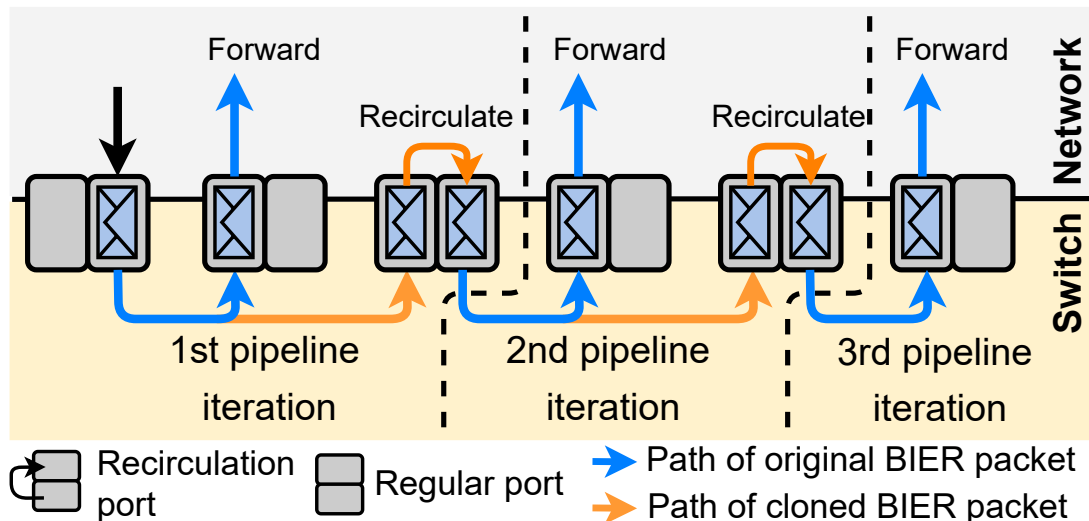 Forward
Forward
Forward
Recirculate
Recirculate
Network
Switch
1st pipeline
iteration
2nd pipeline
iteration
3rd pipeline
iteration
Recirculation
port
Regular port
Path of original BIER packet
Path of cloned BIER packet